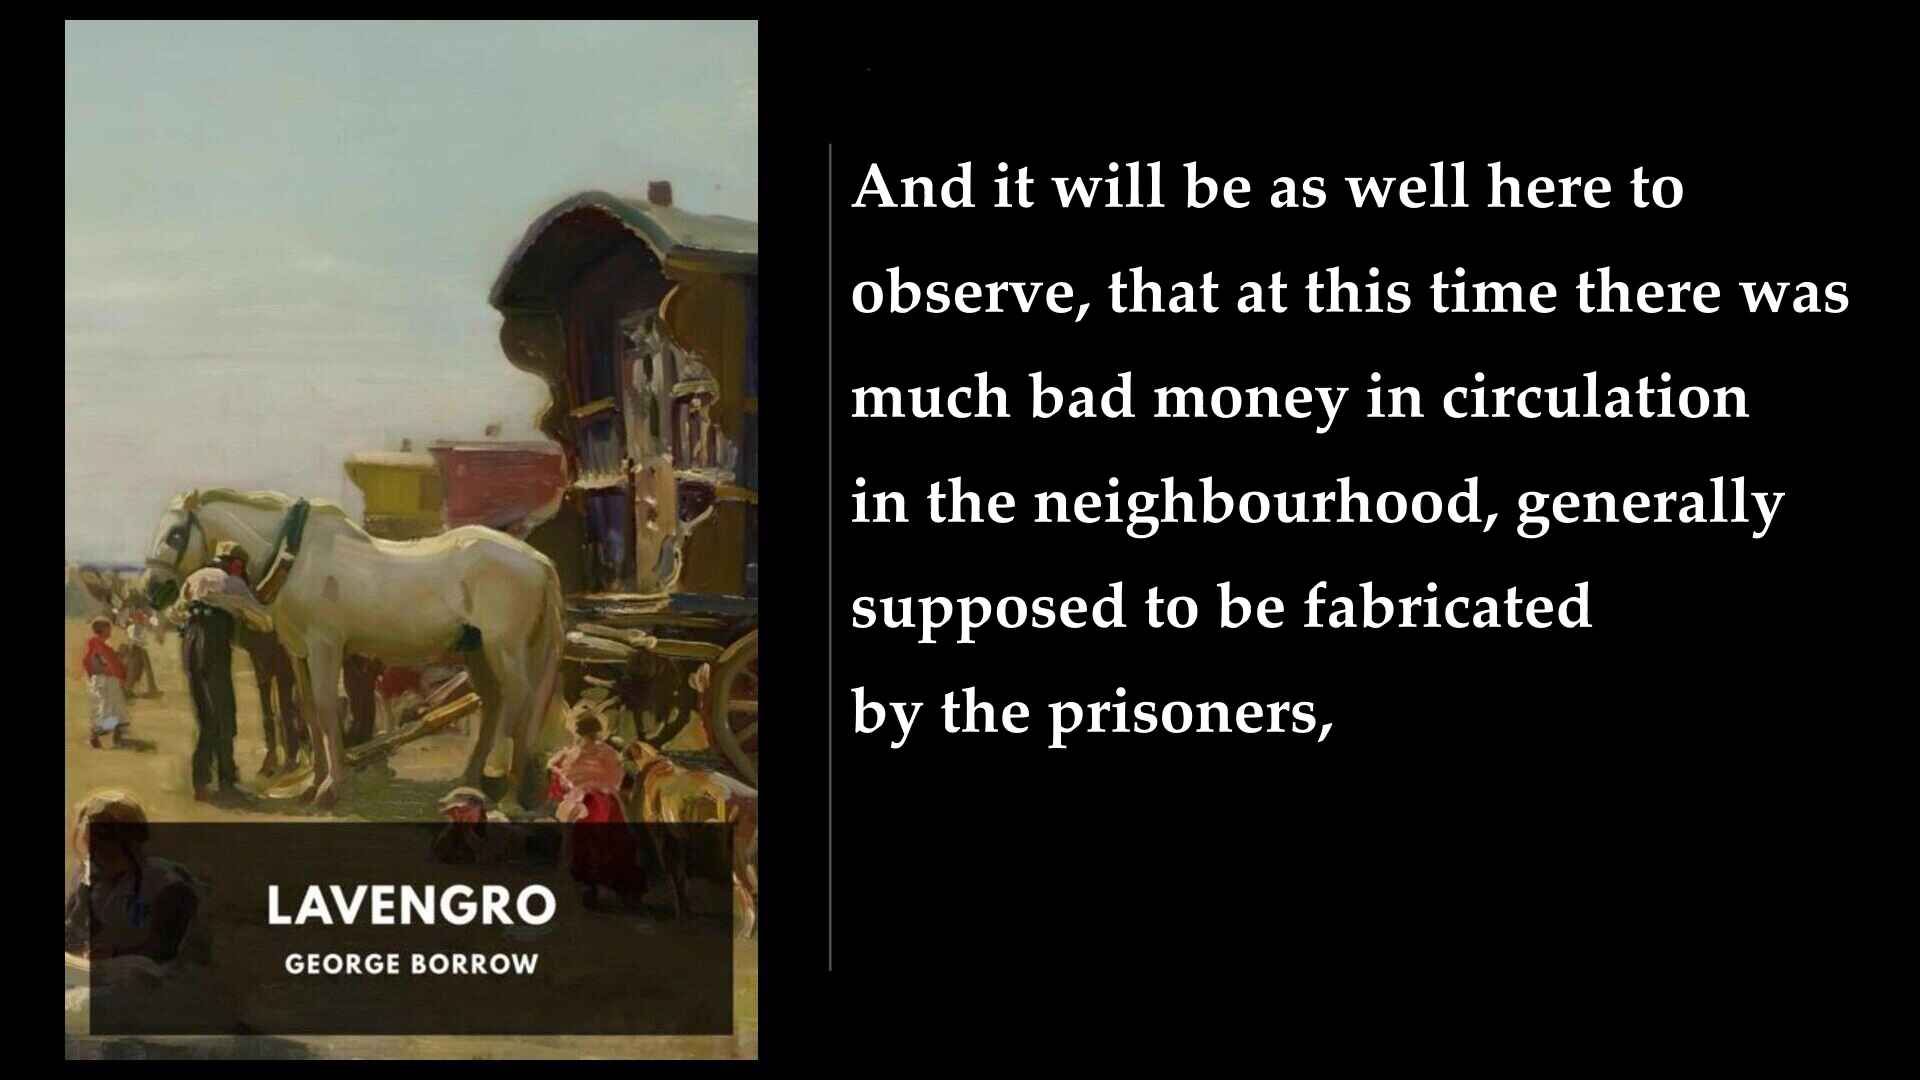 And it will be as well here to
observe, that at this time there was
much bad money in circulation
in the neighbourhood, generally
supposed to be fabricated
by the prisoners,
LAVENGRO
GEORGE BORROW